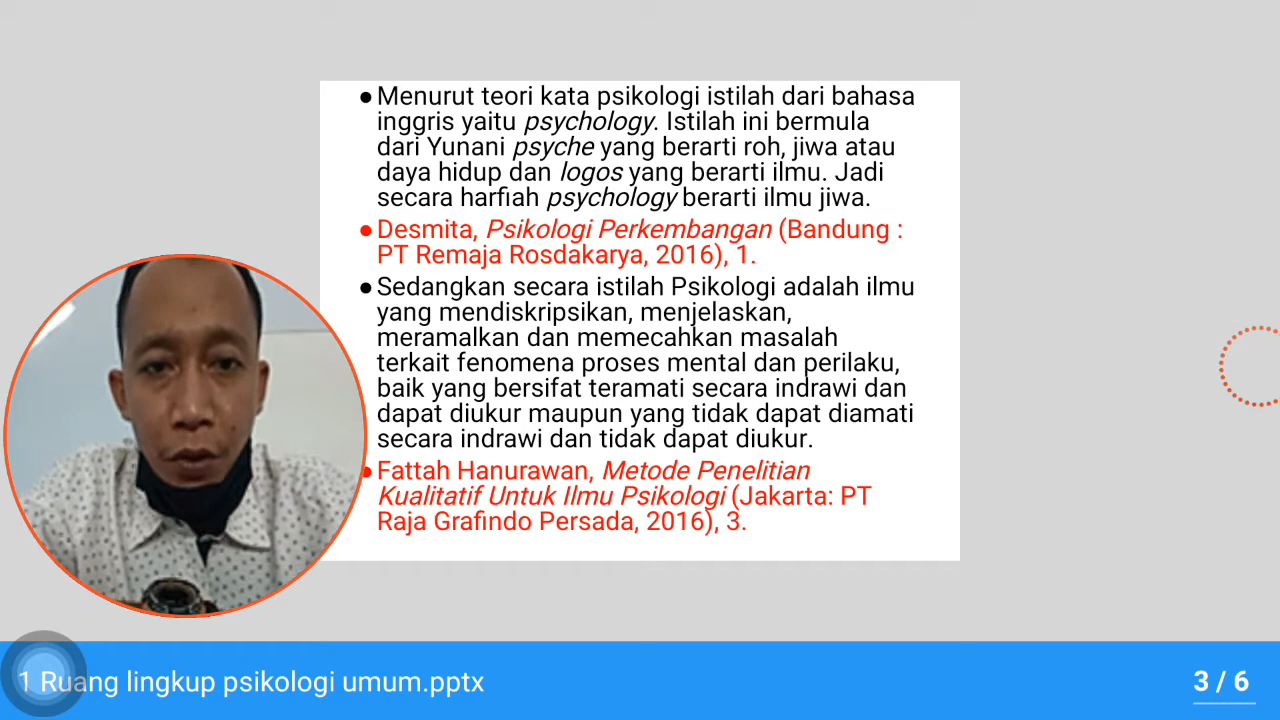 ●Menurut teori kata psikologi istilah dari bahasa
inggris yaitu psychology. Istilah ini bermula
dari Yunani psyche yang berarti roh, jiwa atau
daya hidup dan logos yang berarti ilmu. Jadi
secara harfiah psychology berarti ilmu jiwa.
●Desmita, Psikologi Perkembangan (Bandung :
PT Remaja Rosdakarya, 2016), 1.
●Sedangkan secara istilah Psikologi adalah ilmu
yang mendiskripsikan, menjelaskan,
meramalkan dan memecahkan masalah
terkait fenomena proses mental dan perilaku,
baik yang bersifat teramati secara indrawi dan
dapat diukur maupun yang tidak dapat diamati
secara indrawi dan tidak dapat diukur.
●Fattah Hanurawan, Metode Penelitian
Kualitatif Untuk Ilmu Psikologi (Jakarta: PT
Raja Grafindo Persada, 2016), 3.
1 Ruang lingkup psikologi umum.pptx
3 / 6